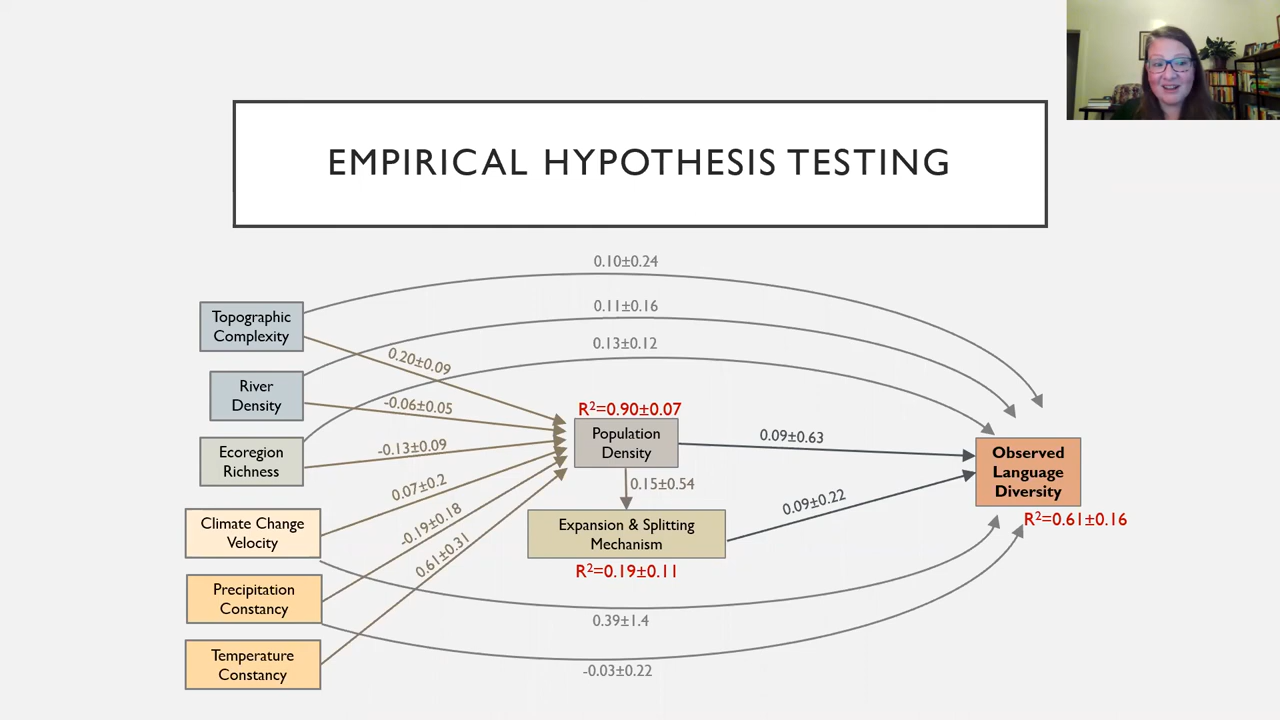 EMPIRICAL HYPOTHESIS TESTING
0.10±0.24
0.11±0.16
0.13±0.12
Topographic
Complexity
River
Density
Ecoregion
Richness
Climate Change
Velocity
Precipitation
Constancy
Temperature
Constancy
0.20±0.09
-0.06±0.05
-0.13±0.09
0.07±0.2
-0.19±0.18
0.61±0.31
R²=0.90±0.07
Population
Density
0.15±0.54
Expansion & Splitting
Mechanism
R²=0.19±0.11
0.09±0.63
0.09±0.22
Observed
Language
Diversity
R²=0.61±0.16
0.39±1.4
-0.03±0.22